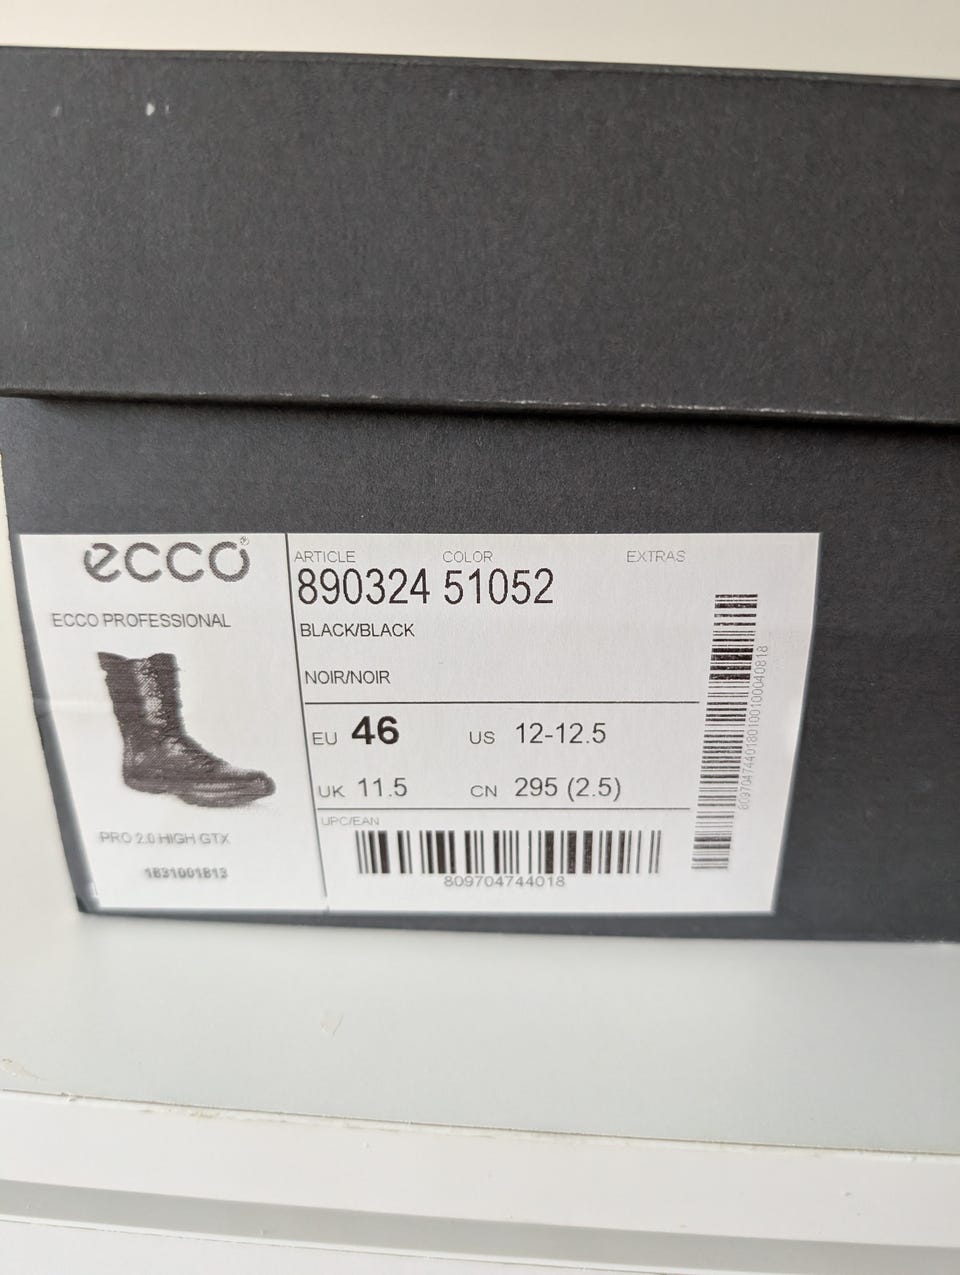 ecco®
ECCO PROFESSIONAL
PRO 2.0 HIGH GTX
1831001813
ARTICLE COLOR EXTRAS
890324 51052
BLACK/BLACK
NOIR/NOIR
EU 46 US 12-12.5
UK 11.5 CN 295 (2.5)
UPC/EAN
809704744018
8097047440180100100040818